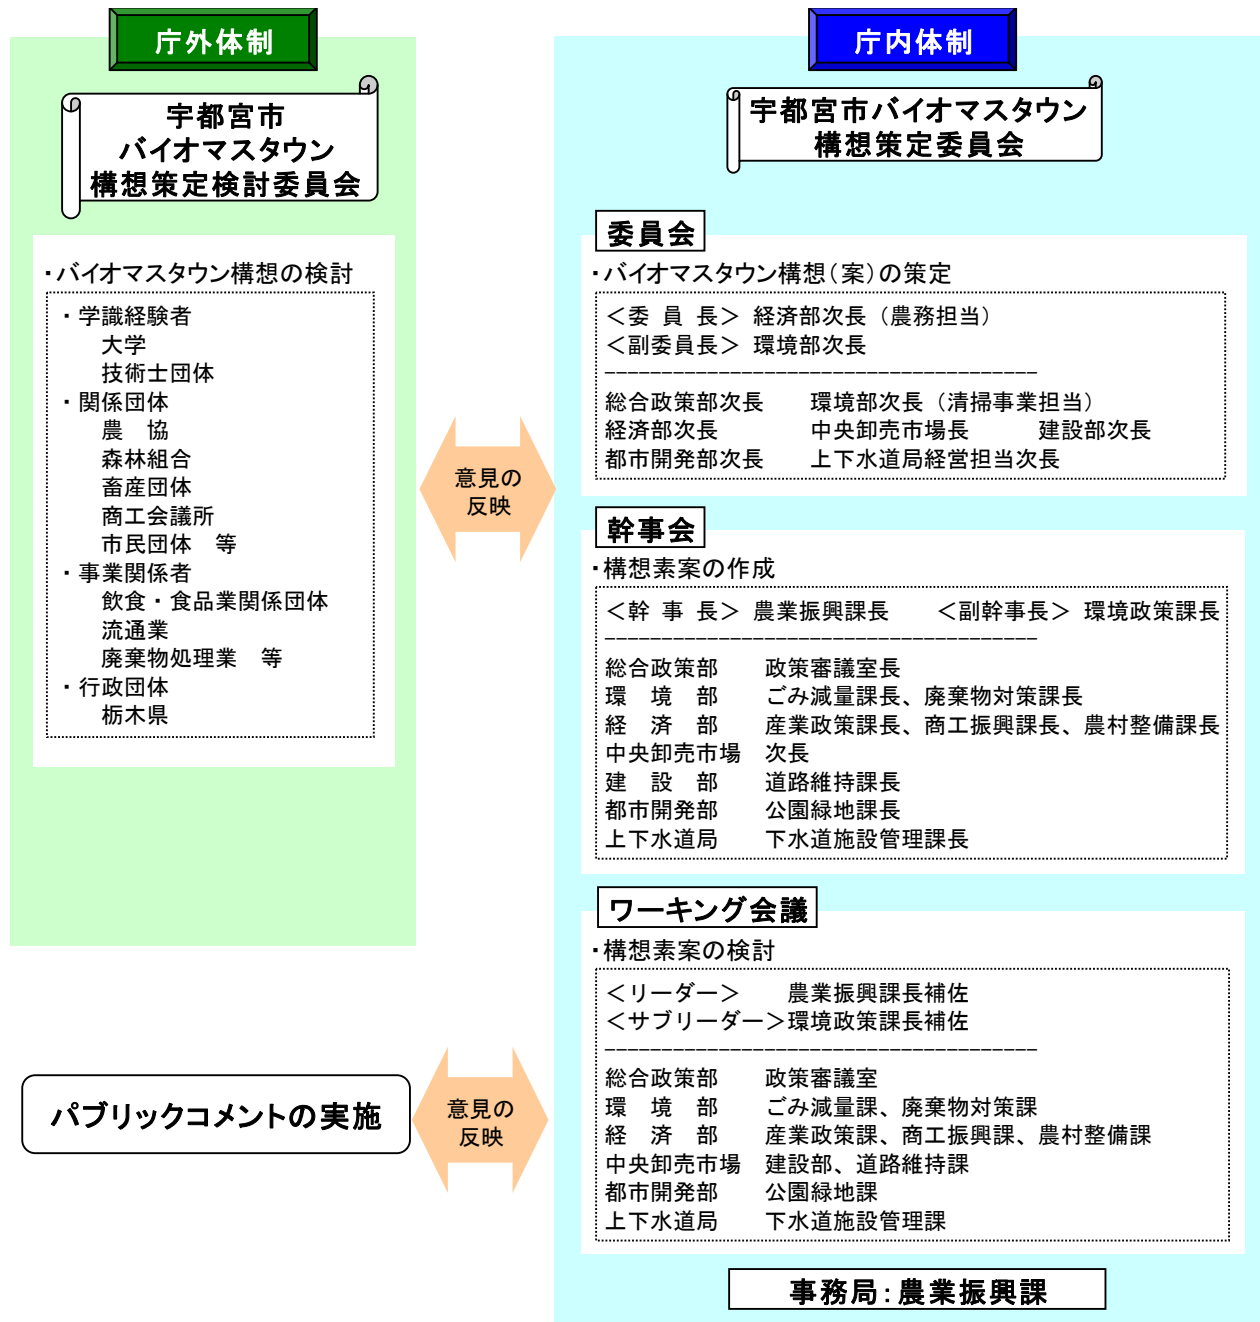 庁外体制
宇都宮市
バイオマスタウン
構想策定検討委員会
・バイオマスタウン構想の検討
・学識経験者
大学
技術士団体
・関係団体
農　協
森林組合
畜産団体
商工会議所
市民団体　等
・事業関係者
飲食・食品業関係団体
流通業
廃棄物処理業　等
・行政団体
栃木県
意見の
反映
庁内体制
宇都宮市バイオマスタウン
構想策定委員会
委員会
・バイオマスタウン構想（案）の策定
＜委 員 長＞ 経済部次長（農務担当）
＜副委員長＞ 環境部次長
--------------------------------------
総合政策部次長　　環境部次長（清掃事業担当）
経済部次長　　　　中央卸売市場長　　　建設部次長
都市開発部次長　　上下水道局経営担当次長
幹事会
・構想素案の作成
＜幹 事 長＞ 農業振興課長　　＜副幹事長＞ 環境政策課長
--------------------------------------
総合政策部　　政策審議室長
環　境　部　　ごみ減量課長、廃棄物対策課長
経　済　部　　産業政策課長、商工振興課長、農村整備課長
中央卸売市場　次長
建　設　部　　道路維持課長
都市開発部　　公園緑地課長
上下水道局　　下水道施設管理課長
ワーキング会議
・構想素案の検討
＜リーダー＞　　農業振興課長補佐
＜サブリーダー＞環境政策課長補佐
--------------------------------------
総合政策部　　政策審議室
環　境　部　　ごみ減量課、廃棄物対策課
経　済　部　　産業政策課、商工振興課、農村整備課
中央卸売市場　建設部、道路維持課
都市開発部　　公園緑地課
上下水道局　　下水道施設管理課
パブリックコメントの実施
意見の
反映
事務局：農業振興課